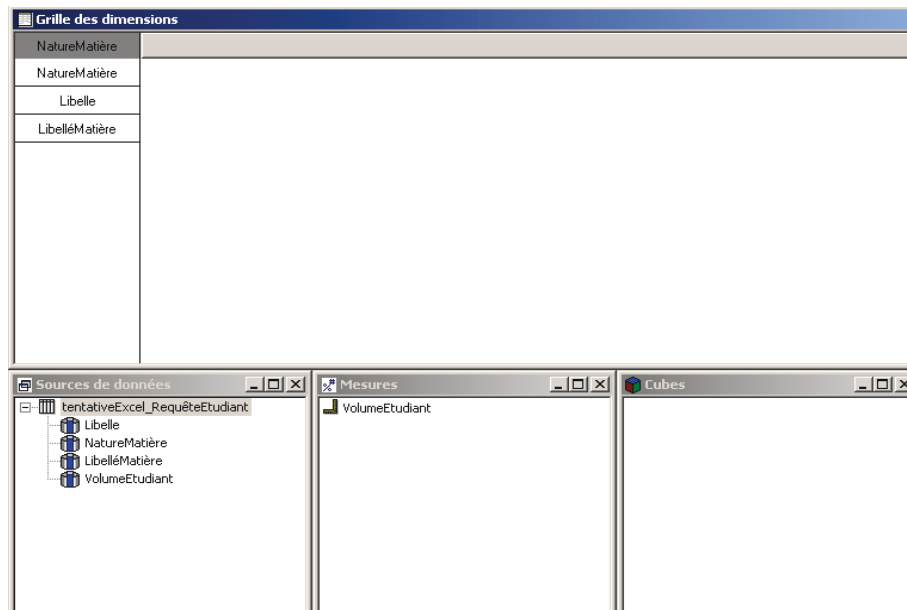 Grille des dimensions
NatureMatière
NatureMatière
Libelle
LibelléMatière
Sources de données
tentativeExcel_RequêteEtudiant
Libelle
NatureMatière
LibelléMatière
VolumeEtudiant
Mesures
VolumeEtudiant
Cubes